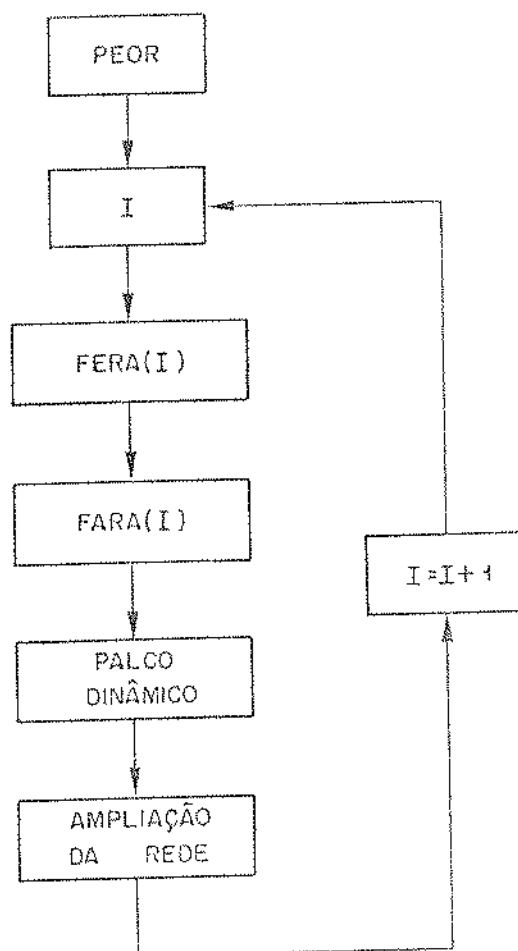 PEOR
I
FERA(I)
FARA(I)
I=I+1
PALCO
DINÂMICO
AMPLIAÇÃO
DA REDE